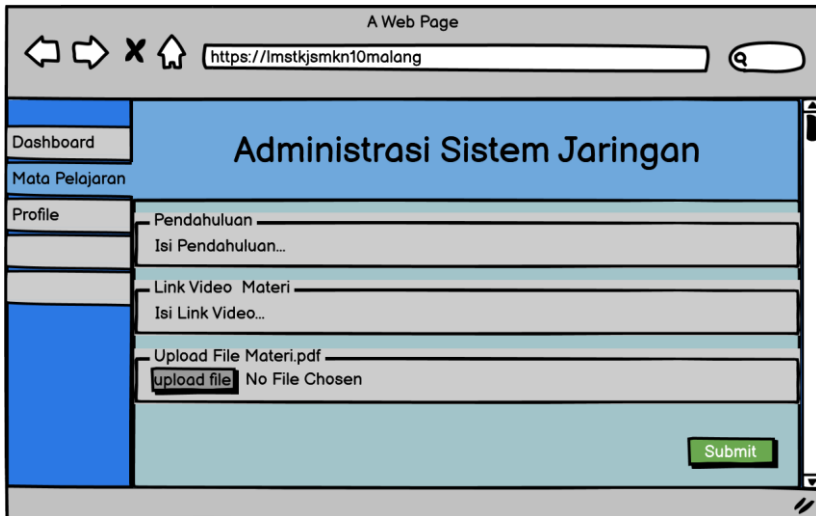 A Web Page
https://lmstkjsmkn10malang
Dashboard
Mata Pelajaran
Profile
Administrasi Sistem Jaringan
Pendahuluan
Isi Pendahuluan...
Link Video Materi
Isi Link Video...
Upload File Materi.pdf
upload file No File Chosen
Submit